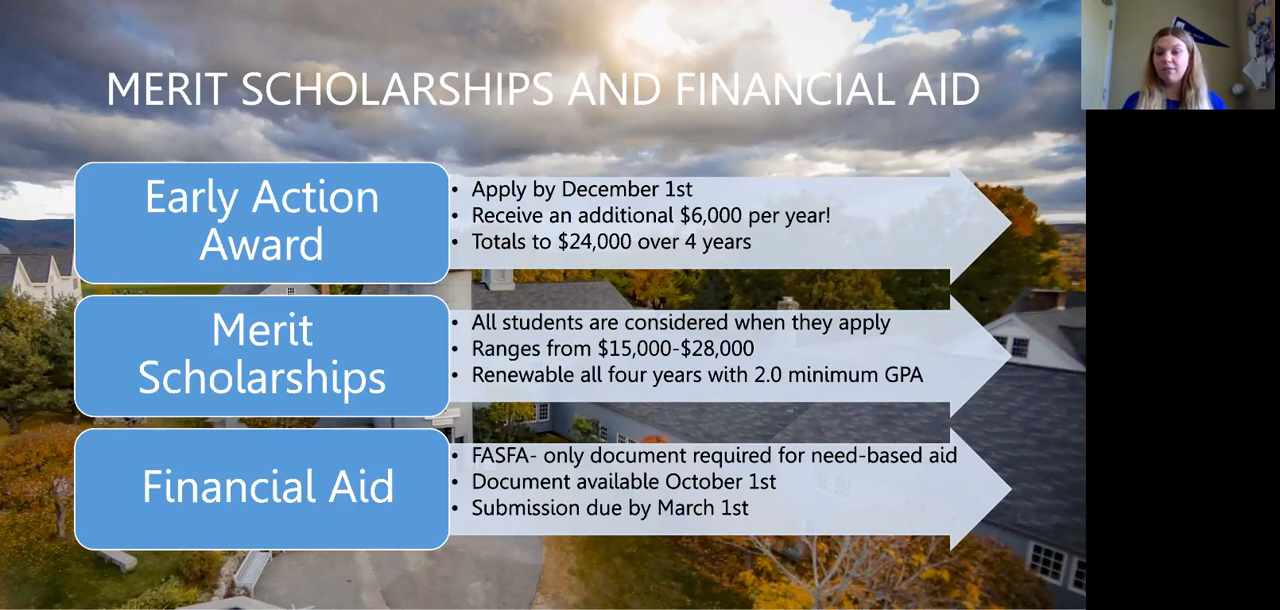 MERIT SCHOLARSHIPS AND FINANCIAL AID
Early Action
Award
• Apply by December 1st
• Receive an additional $6,000 per year!
• Totals to $24,000 over 4 years
Merit
Scholarships
• All students are considered when they apply
• Ranges from $15,000-$28,000
• Renewable all four years with 2.0 minimum GPA
Financial Aid
• FASFA- only document required for need-based aid
• Document available October 1st
• Submission due by March 1st